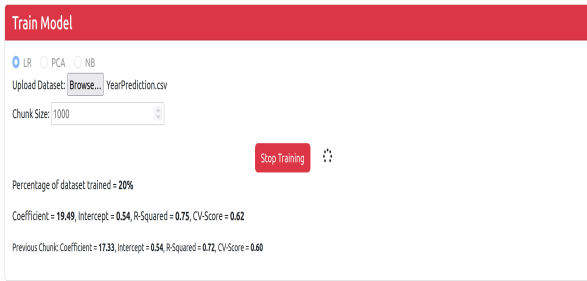 Train Model
LR PCA NB
Upload Dataset: Browse... YearPrediction.csv
Chunk Size: 1000
Stop Training
Percentage of dataset trained = 20%
Coefficient = 19.49, Intercept = 0.54, R-Squared = 0.75, CV-Score = 0.62
Previous Chunk: Coefficient = 17.33, Intercept = 0.54, R-Squared = 0.72, CV-Score = 0.60